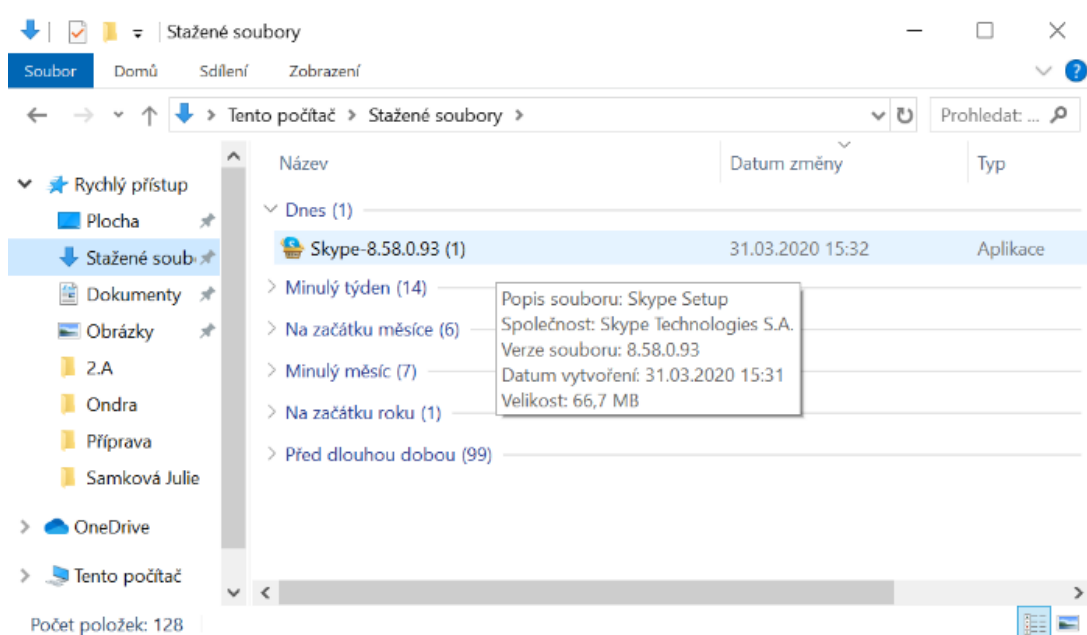 Stažené soubory
Soubor Domů Sdílení Zobrazení
Tento počítač Stažené soubory
Prohledat: ...
Rychlý přístup
Plocha
Stažené soub
Dokumenty
Obrázky
2.A
Ondra
Příprava
Samková Julie
OneDrive
Tento počítač
Název Datum změny Typ
Dnes (1)
Skype-8.58.0.93 (1) 31.03.2020 15:32 Aplikace
Minulý týden (14)
Na začátku měsíce (6)
Minulý měsíc (7)
Na začátku roku (1)
Před dlouhou dobou (99)
Popis souboru: Skype Setup
Společnost: Skype Technologies S.A.
Verze souboru: 8.58.0.93
Datum vytvoření: 31.03.2020 15:31
Velikost: 66,7 MB
Počet položek: 128